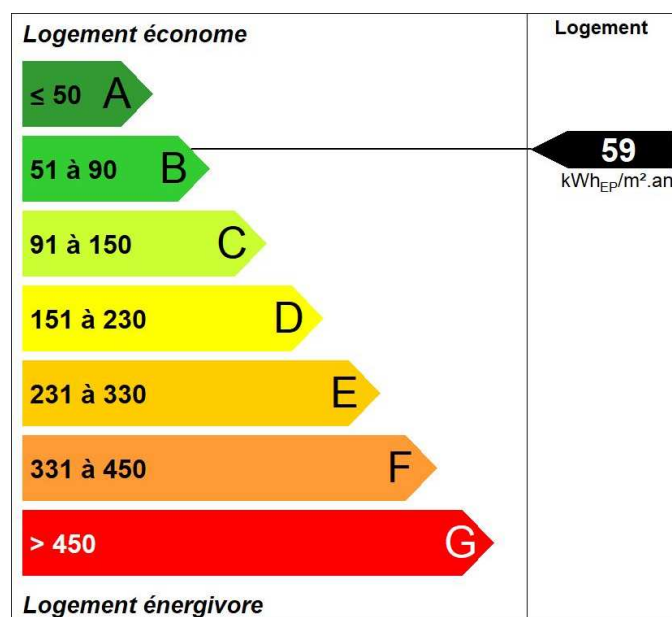 Logement économe
Logement
≤ 50 A
51 à 90 B
59
kWhEP/m².an
91 à 150 C
151 à 230 D
231 à 330 E
331 à 450 F
> 450 G
Logement énergivore